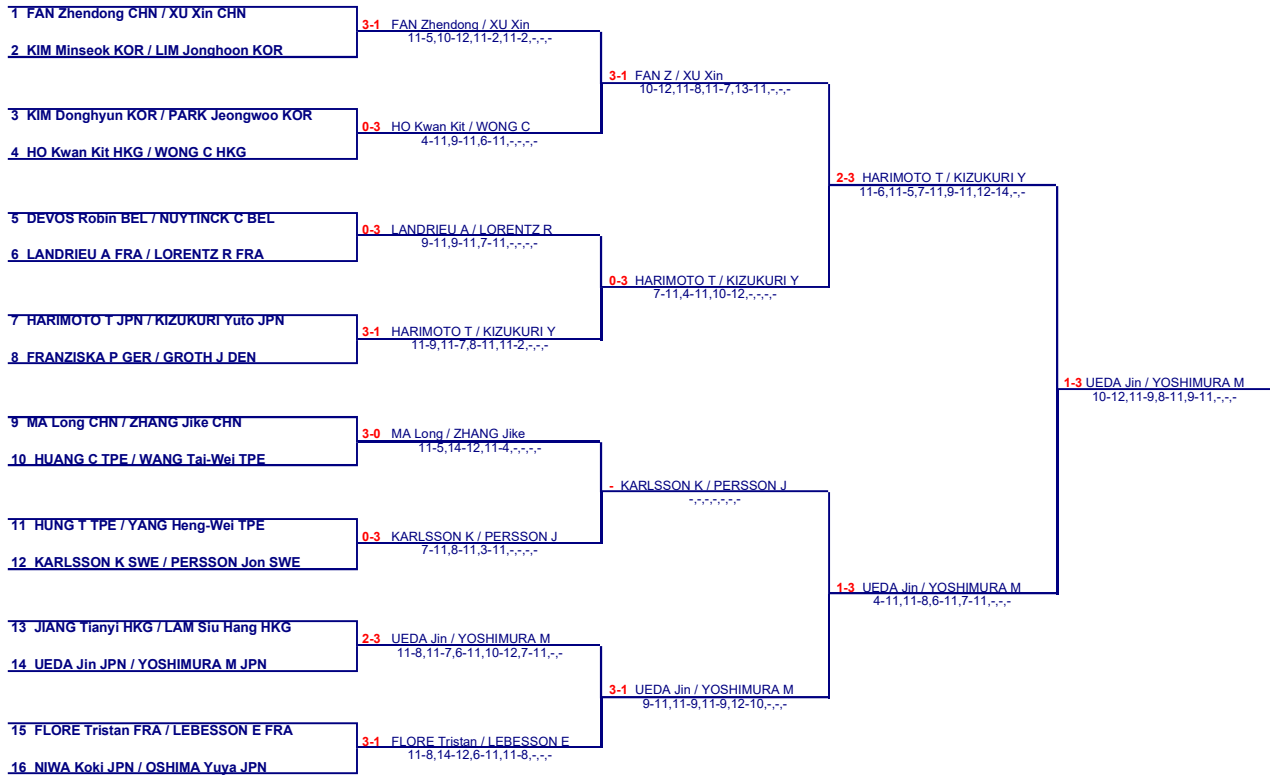 1 FAN Zhendong CHN / XU Xin CHN
2 KIM Minseok KOR / LIM Jonghoon KOR
3 KIM Donghyun KOR / PARK Jeongwoo KOR
4 HO Kwan Kit HKG / WONG C HKG
5 DEVOS Robin BEL / NUYTINCK C BEL
6 LANDRIEU A FRA / LORENTZ R FRA
7 HARIMOTO T JPN / KIZUKURI Yuto JPN
8 FRANZISKA P GER / GROTH J DEN
9 MA Long CHN / ZHANG Jike CHN
10 HUANG C TPE / WANG Tai-Wei TPE
11 HUNG T TPE / YANG Heng-Wei TPE
12 KARLSSON K SWE / PERSSON Jon SWE
13 JIANG Tianyi HKG / LAM Siu Hang HKG
14 UEDA Jin JPN / YOSHIMURA M JPN
15 FLORE Tristan FRA / LEBESSON E FRA
16 NIWA Koki JPN / OSHIMA Yuya JPN
3-1 FAN Zhendong / XU Xin
11-5,10-12,11-2,11-2,-,-,-
0-3 HO Kwan Kit / WONG C
4-11,9-11,6-11,-,-,-,-
0-3 LANDRIEU A / LORENTZ R
9-11,9-11,7-11,-,-,-,-
3-1 HARIMOTO T / KIZUKURI Y
11-9,11-7,8-11,11-2,-,-,-
3-0 MA Long / ZHANG Jike
11-5,14-12,11-4,-,-,-,-
0-3 KARLSSON K / PERSSON J
7-11,8-11,3-11,-,-,-,-
2-3 UEDA Jin / YOSHIMURA M
11-8,11-7,6-11,10-12,7-11,-,-
3-1 FLORE Tristan / LEBESSON E
11-8,14-12,6-11,11-8,-,-,-
3-1 FAN Z / XU Xin
10-12,11-8,11-7,13-11,-,-,-
0-3 HARIMOTO T / KIZUKURI Y
7-11,4-11,10-12,-,-,-,-
- KARLSSON K / PERSSON J
-,-,-,-,-,-,-
3-1 UEDA Jin / YOSHIMURA M
9-11,11-9,11-9,12-10,-,-,-
2-3 HARIMOTO T / KIZUKURI Y
11-6,11-5,7-11,9-11,12-14,-,-
1-3 UEDA Jin / YOSHIMURA M
4-11,11-8,6-11,7-11,-,-,-
1-3 UEDA Jin / YOSHIMURA M
10-12,11-9,8-11,9-11,-,-,-